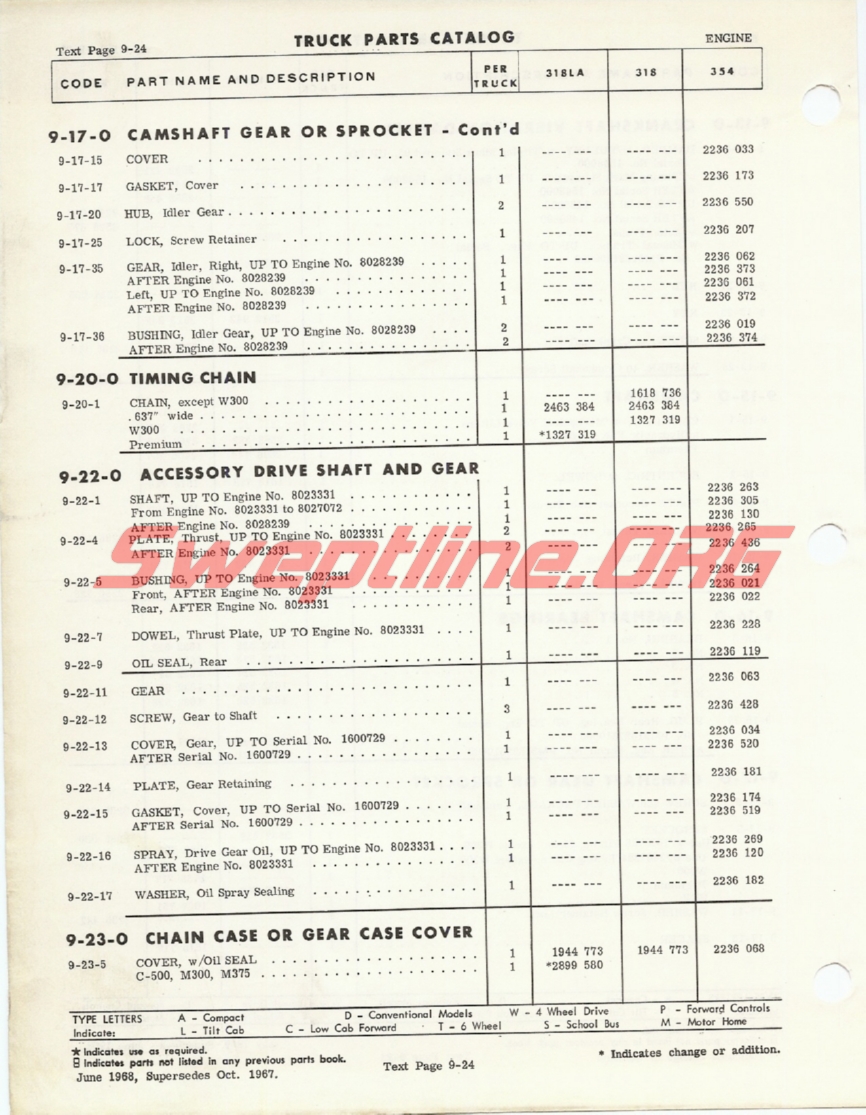 Text Page 9-24
TRUCK PARTS CATALOG
ENGINE
CODE PART NAME AND DESCRIPTION PER TRUCK 318LA 318 354
9-17-0 CAMSHAFT GEAR OR SPROCKET - Cont'd
9-17-15 COVER . . . . 1 ---- --- ---- --- 2236 033
9-17-17 GASKET, Cover . . . . 1 ---- --- ---- --- 2236 173
9-17-20 HUB, Idler Gear . . . . 2 ---- --- ---- --- 2236 550
9-17-25 LOCK, Screw Retainer . . . . 1 ---- --- ---- --- 2236 207
9-17-35 GEAR, Idler, Right, UP TO Engine No. 8028239 . . . . 1 ---- --- ---- --- 2236 062
AFTER Engine No. 8028239 . . . . 1 ---- --- ---- --- 2236 373
Left, UP TO Engine No. 8028239 . . . . 1 ---- --- ---- --- 2236 061
AFTER Engine No. 8028239 . . . . 1 ---- --- ---- --- 2236 372
9-17-36 BUSHING, Idler Gear, UP TO Engine No. 8028239 . . . . 2 ---- --- ---- --- 2236 019
AFTER Engine No. 8028239 . . . . 2 ---- --- ---- --- 2236 374
9-20-0 TIMING CHAIN
9-20-1 CHAIN, except W300 . . . . 1 ---- --- 1618 736
.637" wide . . . . 1 2463 384 2463 384
W300 . . . . 1 ---- --- 1327 319
Premium . . . . 1 *1327 319
9-22-0 ACCESSORY DRIVE SHAFT AND GEAR
9-22-1 SHAFT, UP TO Engine No. 8023331 . . . . 1 ---- --- ---- --- 2236 263
From Engine No. 8023331 to 8027072 . . . . 1 ---- --- ---- --- 2236 305
AFTER Engine No. 8028239 . . . . 1 ---- --- ---- --- 2236 130
9-22-4 PLATE, Thrust, UP TO Engine No. 8023331 . . . . 2 ---- --- ---- --- 2236 265
AFTER Engine No. 8023331 . . . . 2 ---- --- ---- --- 2236 436
Sweptline.ORG
9-22-5 BUSHING, UP TO Engine No. 8023331 . . . . 1 ---- --- ---- --- 2236 264
Front, AFTER Engine No. 8023331 . . . . 1 ---- --- ---- --- 2236 021
Rear, AFTER Engine No. 8023331 . . . . 1 ---- --- ---- --- 2236 022
9-22-7 DOWEL, Thrust Plate, UP TO Engine No. 8023331 . . . . 1 ---- --- ---- --- 2236 228
9-22-9 OIL SEAL, Rear . . . . 1 ---- --- ---- --- 2236 119
9-22-11 GEAR . . . . 1 ---- --- ---- --- 2236 063
9-22-12 SCREW, Gear to Shaft . . . . 3 ---- --- ---- --- 2236 428
9-22-13 COVER, Gear, UP TO Serial No. 1600729 . . . . 1 ---- --- ---- --- 2236 034
AFTER Serial No. 1600729 . . . . 1 ---- --- ---- --- 2236 520
9-22-14 PLATE, Gear Retaining . . . . 1 ---- --- ---- --- 2236 181
9-22-15 GASKET, Cover, UP TO Serial No. 1600729 . . . . 1 ---- --- ---- --- 2236 174
AFTER Serial No. 1600729 . . . . 1 ---- --- ---- --- 2236 519
9-22-16 SPRAY, Drive Gear Oil, UP TO Engine No. 8023331 . . . . 1 ---- --- ---- --- 2236 269
AFTER Engine No. 8023331 . . . . 1 ---- --- ---- --- 2236 120
9-22-17 WASHER, Oil Spray Sealing . . . . 1 ---- --- ---- --- 2236 182
9-23-0 CHAIN CASE OR GEAR CASE COVER
9-23-5 COVER, w/Oil SEAL . . . . 1 1944 773 1944 773 2236 068
C-500, M300, M375 . . . . 1 *2899 580
TYPE LETTERS A - Compact D - Conventional Models W - 4 Wheel Drive P - Forward Controls
Indicate: L - Tilt Cab C - Low Cab Forward T - 6 Wheel S - School Bus M - Motor Home
★ Indicates use as required.
Indicates parts not listed in any previous parts book.
* Indicates change or addition.
June 1968, Supersedes Oct. 1967.
Text Page 9-24